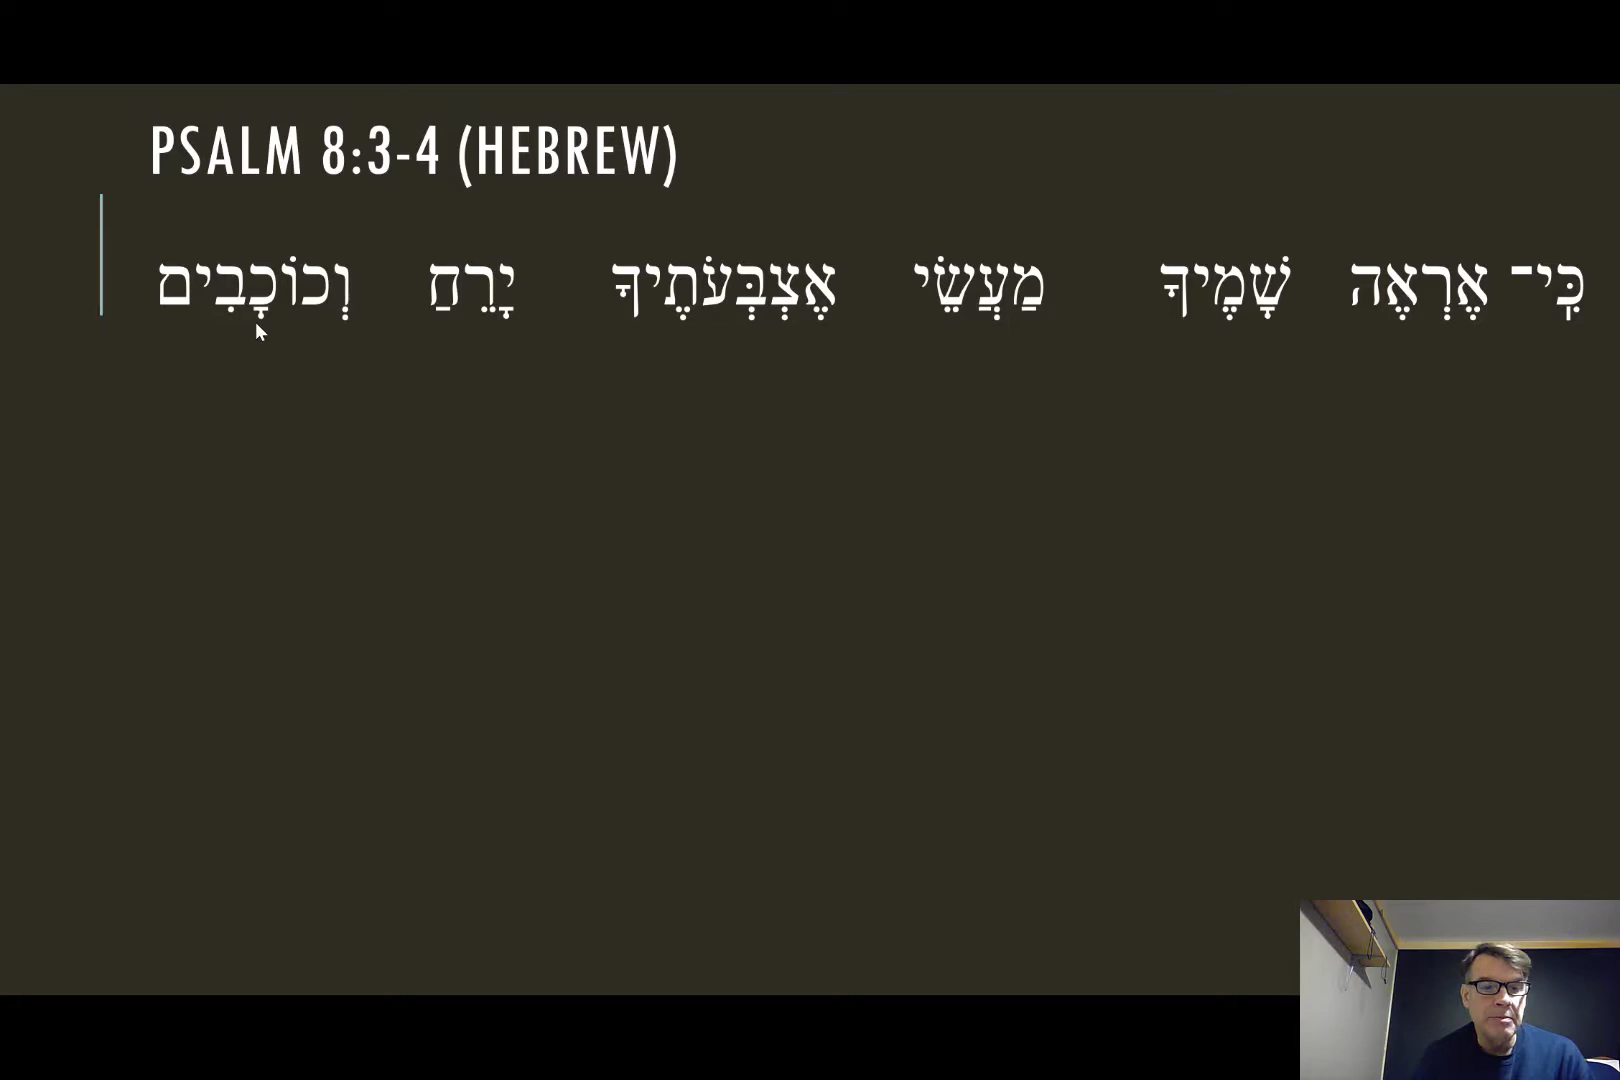 PSALM 8:3-4 (HEBREW)
כִּֽי־ אֶרְאֶה שָׁמֶיךָ מַעֲשֵׂי אֶצְבְּעֹתֶיךָ יָרֵחַ וְכוֹכָבִים